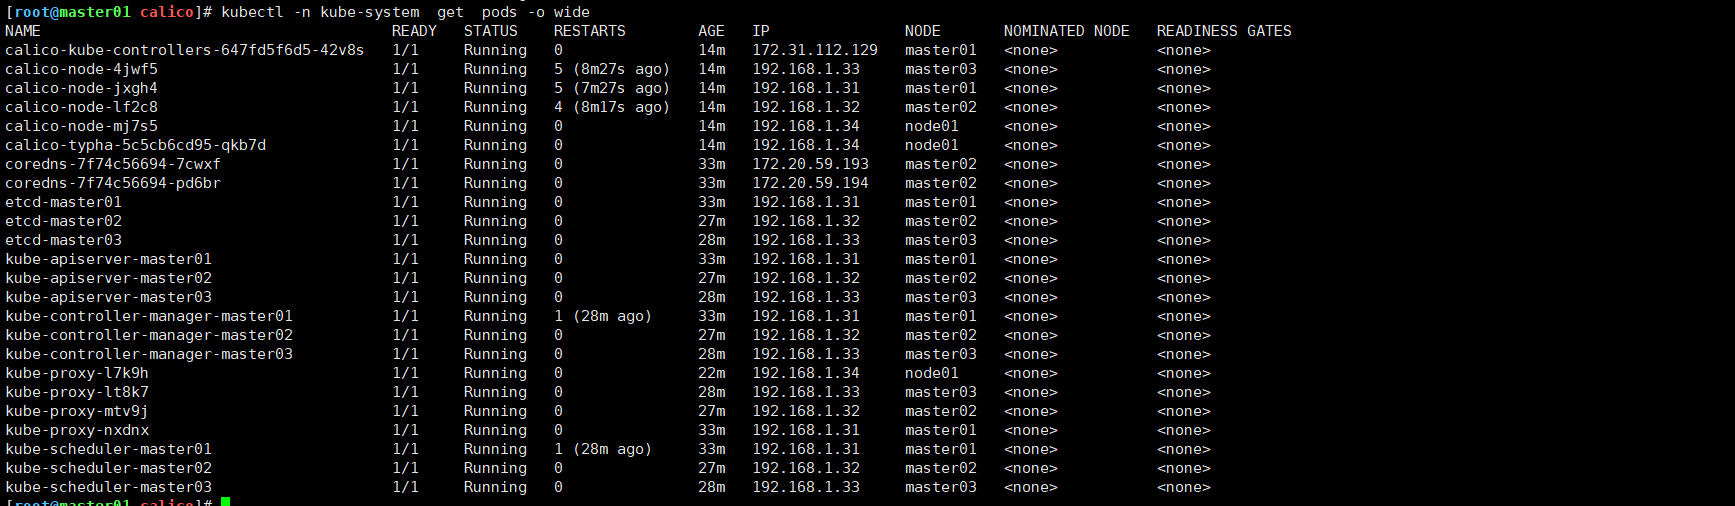 [root@master01 calico]# kubectl -n kube-system  get  pods -o wide
NAME                                       READY   STATUS    RESTARTS        AGE   IP               NODE       NOMINATED NODE   READINESS GATES
calico-kube-controllers-647fd5f6d5-42v8s   1/1     Running   0               14m   172.31.112.129   master01   <none>           <none>
calico-node-4jwf5                          1/1     Running   5 (8m27s ago)   14m   192.168.1.33     master03   <none>           <none>
calico-node-jxgh4                          1/1     Running   5 (7m27s ago)   14m   192.168.1.31     master01   <none>           <none>
calico-node-lf2c8                          1/1     Running   4 (8m17s ago)   14m   192.168.1.32     master02   <none>           <none>
calico-node-mj7s5                          1/1     Running   0               14m   192.168.1.34     node01     <none>           <none>
calico-typha-5c5cb6cd95-qkb7d              1/1     Running   0               14m   192.168.1.34     node01     <none>           <none>
coredns-7f74c56694-7cwxf                   1/1     Running   0               33m   172.20.59.193    master02   <none>           <none>
coredns-7f74c56694-pd6br                   1/1     Running   0               33m   172.20.59.194    master02   <none>           <none>
etcd-master01                              1/1     Running   0               33m   192.168.1.31     master01   <none>           <none>
etcd-master02                              1/1     Running   0               27m   192.168.1.32     master02   <none>           <none>
etcd-master03                              1/1     Running   0               28m   192.168.1.33     master03   <none>           <none>
kube-apiserver-master01                    1/1     Running   0               33m   192.168.1.31     master01   <none>           <none>
kube-apiserver-master02                    1/1     Running   0               27m   192.168.1.32     master02   <none>           <none>
kube-apiserver-master03                    1/1     Running   0               28m   192.168.1.33     master03   <none>           <none>
kube-controller-manager-master01           1/1     Running   1 (28m ago)     33m   192.168.1.31     master01   <none>           <none>
kube-controller-manager-master02           1/1     Running   0               27m   192.168.1.32     master02   <none>           <none>
kube-controller-manager-master03           1/1     Running   0               28m   192.168.1.33     master03   <none>           <none>
kube-proxy-l7k9h                           1/1     Running   0               22m   192.168.1.34     node01     <none>           <none>
kube-proxy-lt8k7                           1/1     Running   0               28m   192.168.1.33     master03   <none>           <none>
kube-proxy-mtv9j                           1/1     Running   0               27m   192.168.1.32     master02   <none>           <none>
kube-proxy-nxdnx                           1/1     Running   0               33m   192.168.1.31     master01   <none>           <none>
kube-scheduler-master01                    1/1     Running   1 (28m ago)     33m   192.168.1.31     master01   <none>           <none>
kube-scheduler-master02                    1/1     Running   0               27m   192.168.1.32     master02   <none>           <none>
kube-scheduler-master03                    1/1     Running   0               28m   192.168.1.33     master03   <none>           <none>
[root@master01 calico]#